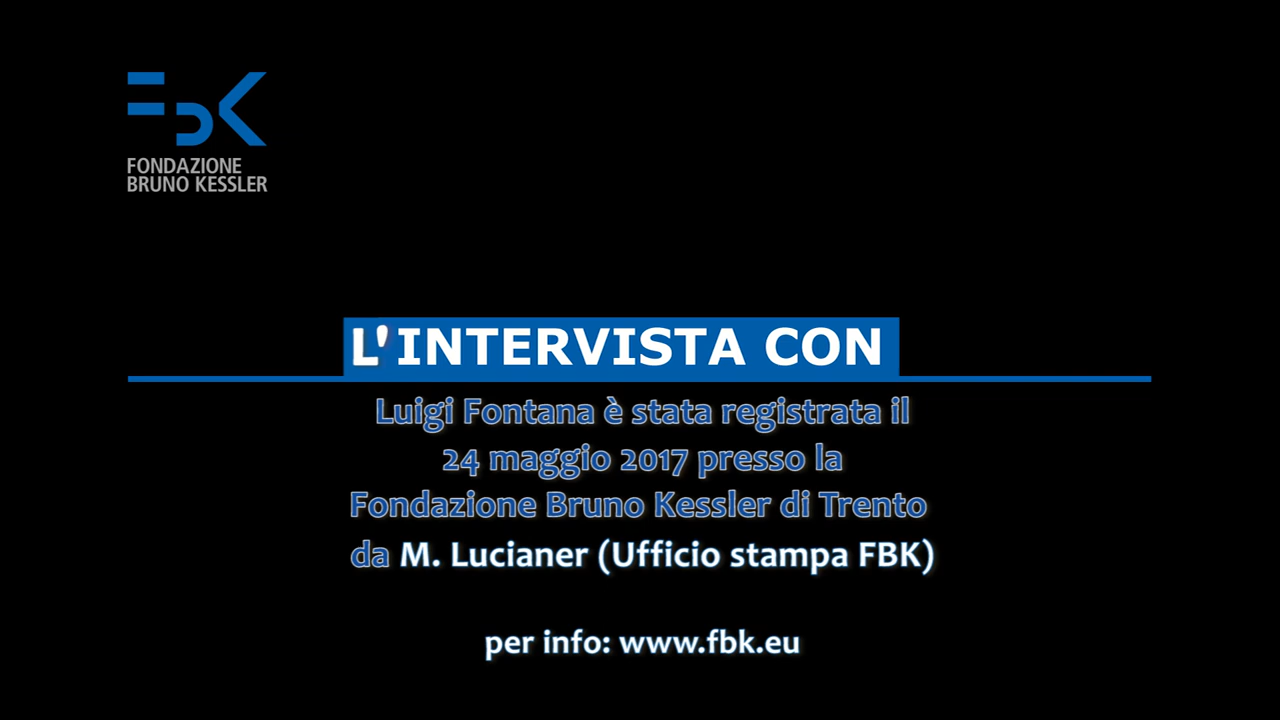 FbK
FONDAZIONE
BRUNO KESSLER
L'INTERVISTA CON
Luigi Fontana è stata registrata il
24 maggio 2017 presso la
Fondazione Bruno Kessler di Trento
da M. Lucianer (Ufficio stampa FBK)
per info: www.fbk.eu